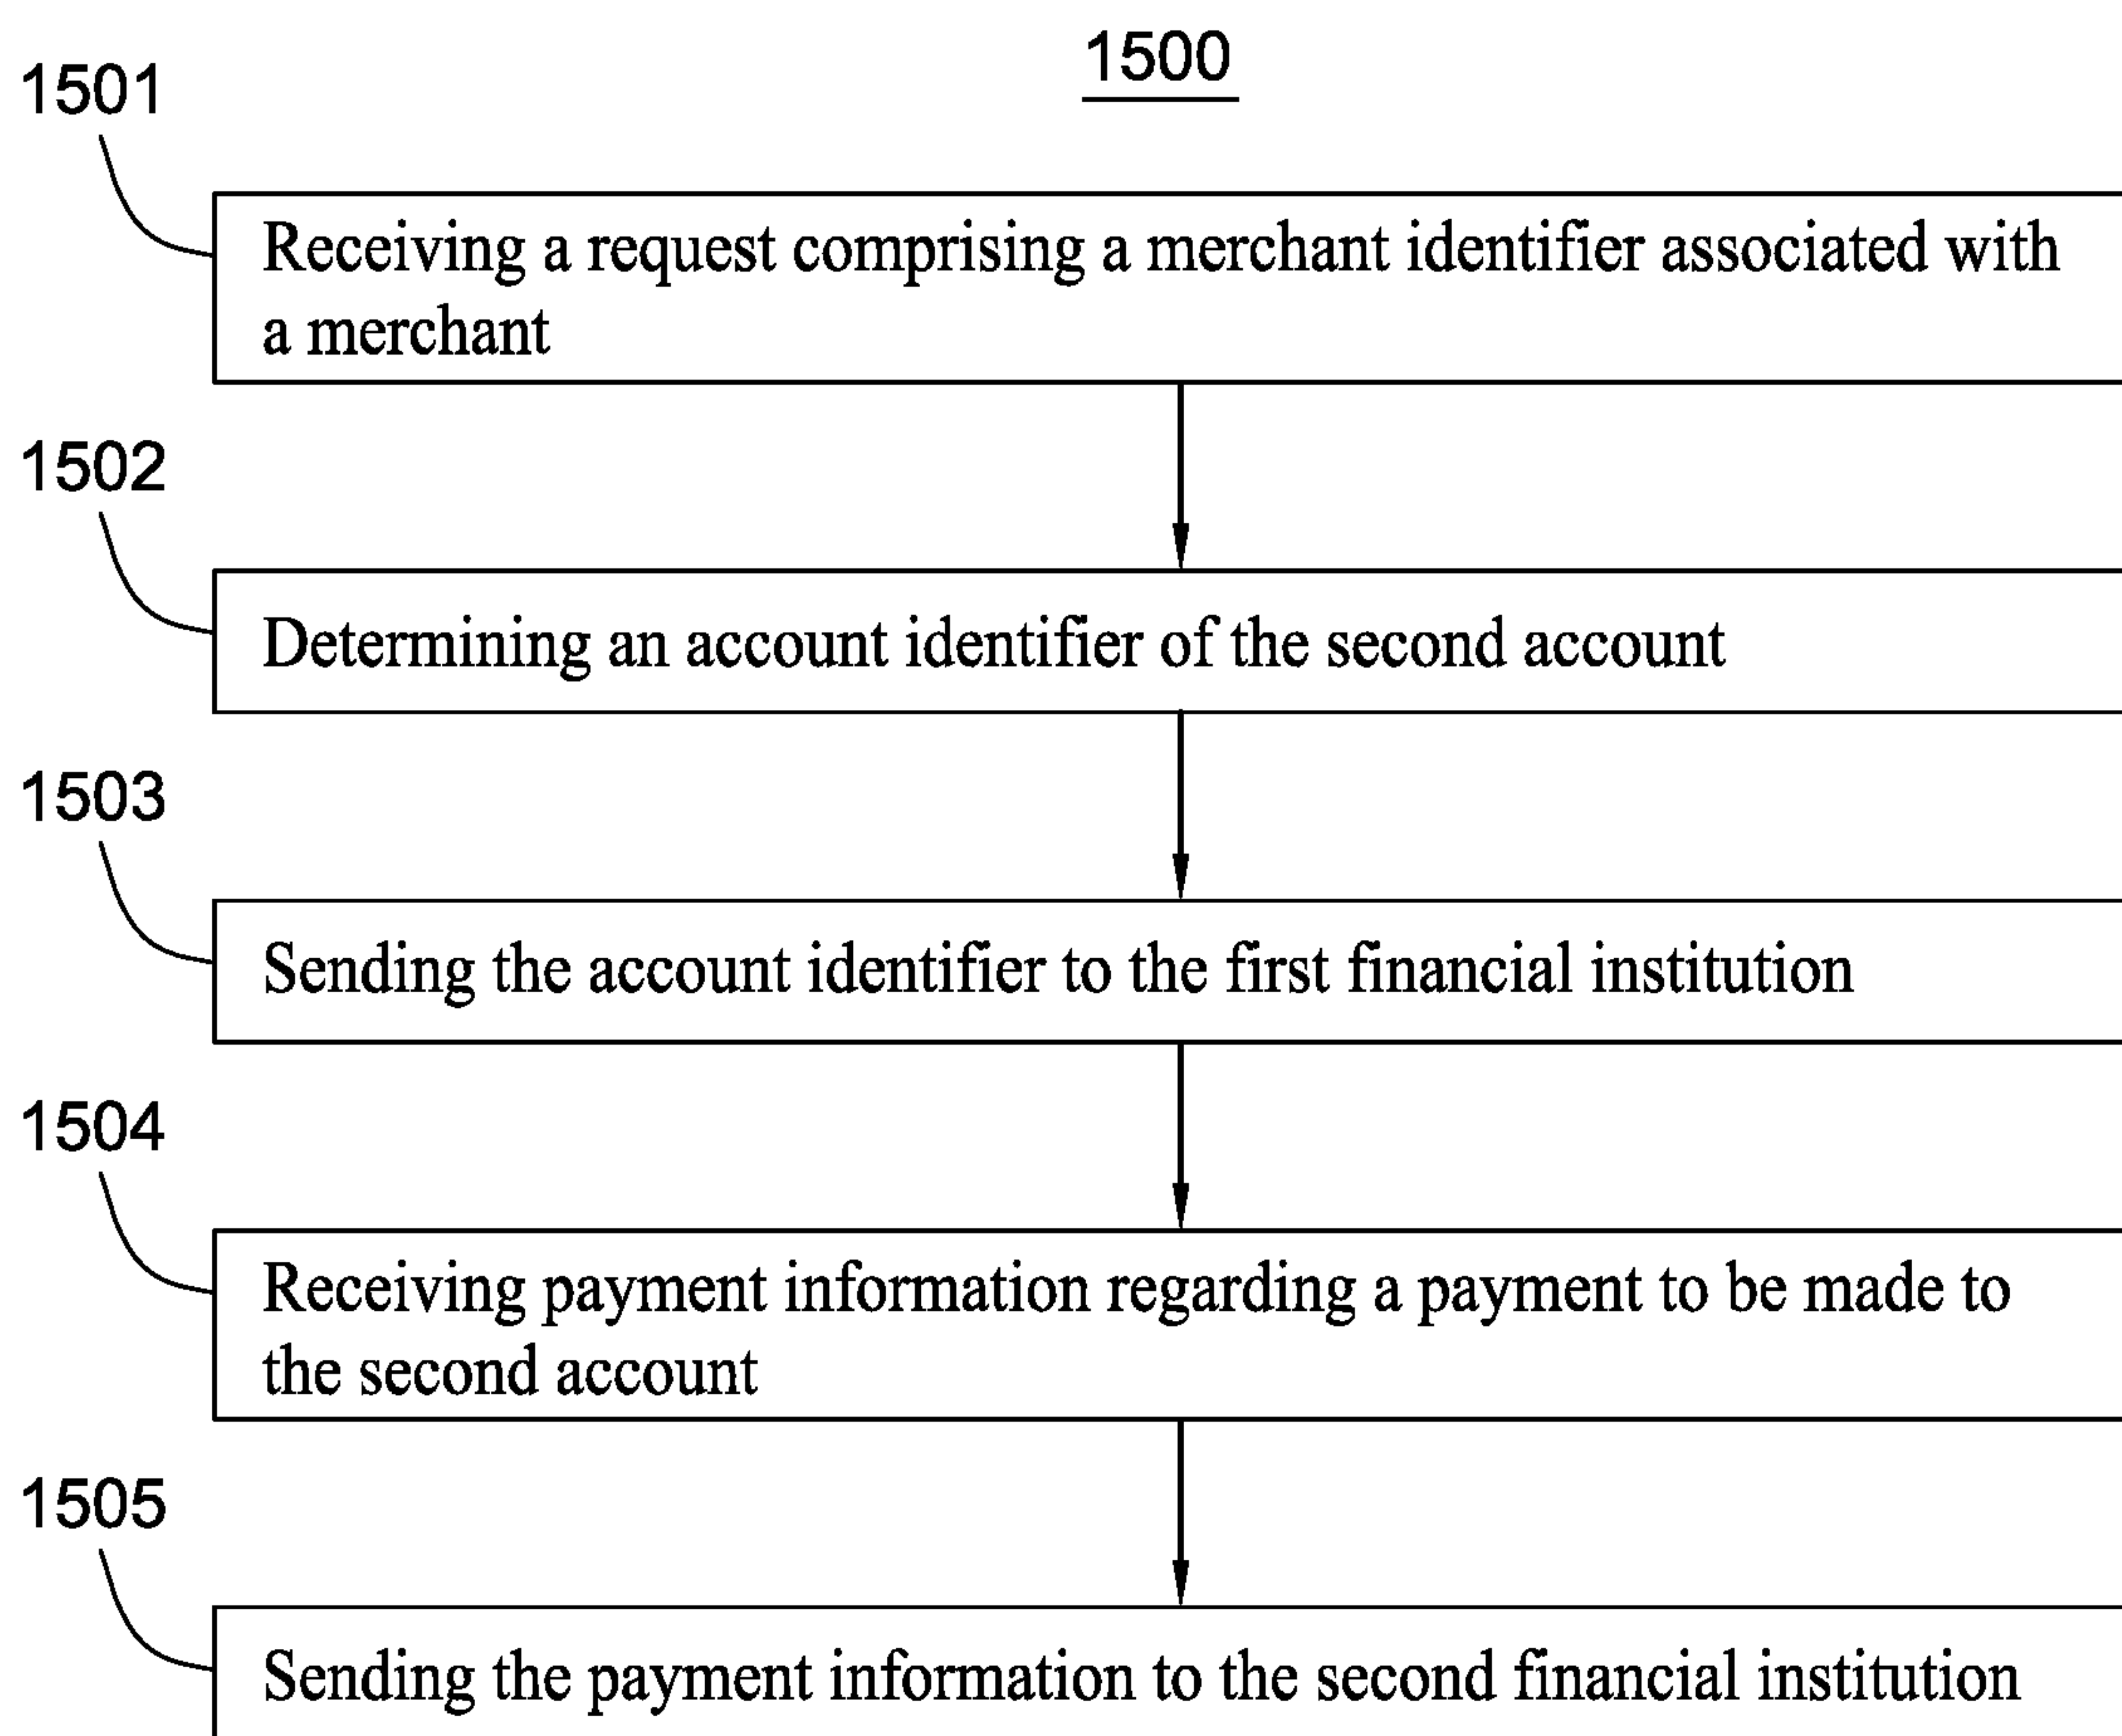 1500
1501
Receiving a request comprising a merchant identifier associated with
a merchant
1502
Determining an account identifier of the second account
1503
Sending the account identifier to the first financial institution
1504
Receiving payment information regarding a payment to be made to
the second account
1505
Sending the payment information to the second financial institution